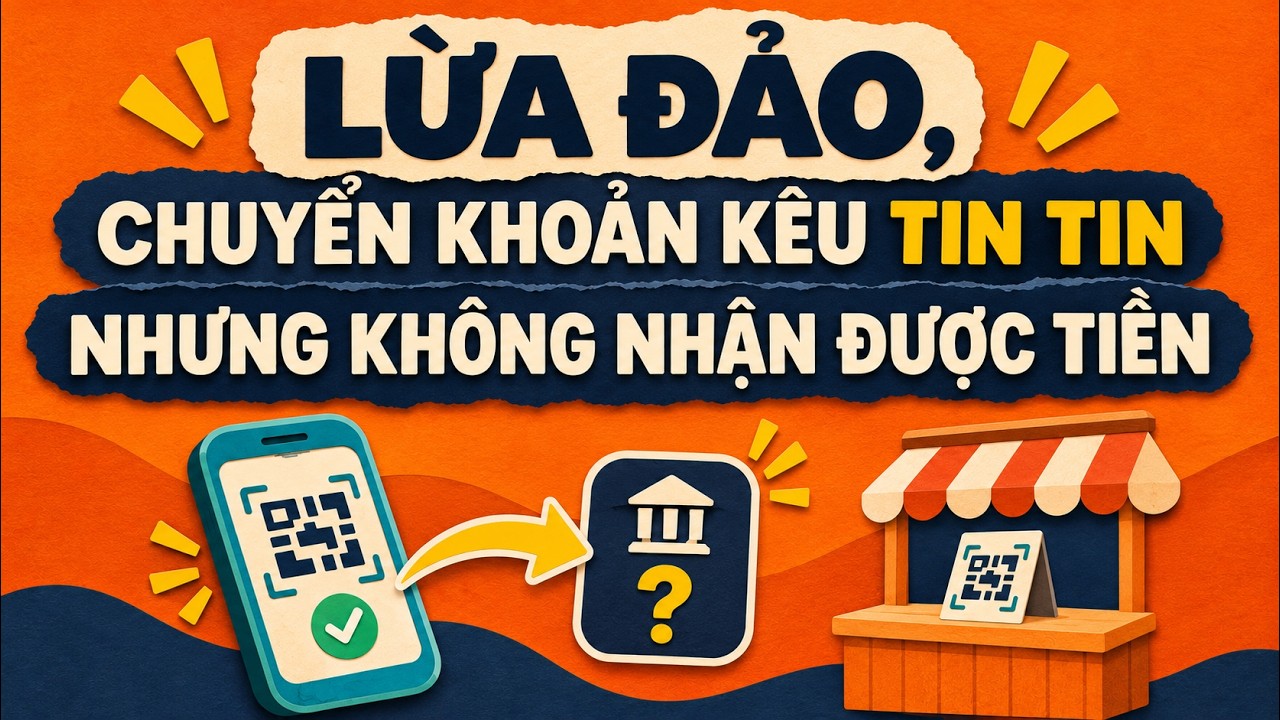 LỪA ĐẢO,
CHUYỂN KHOẢN KÊU TIN TIN
NHƯNG KHÔNG NHẬN ĐƯỢC TIỀN
?